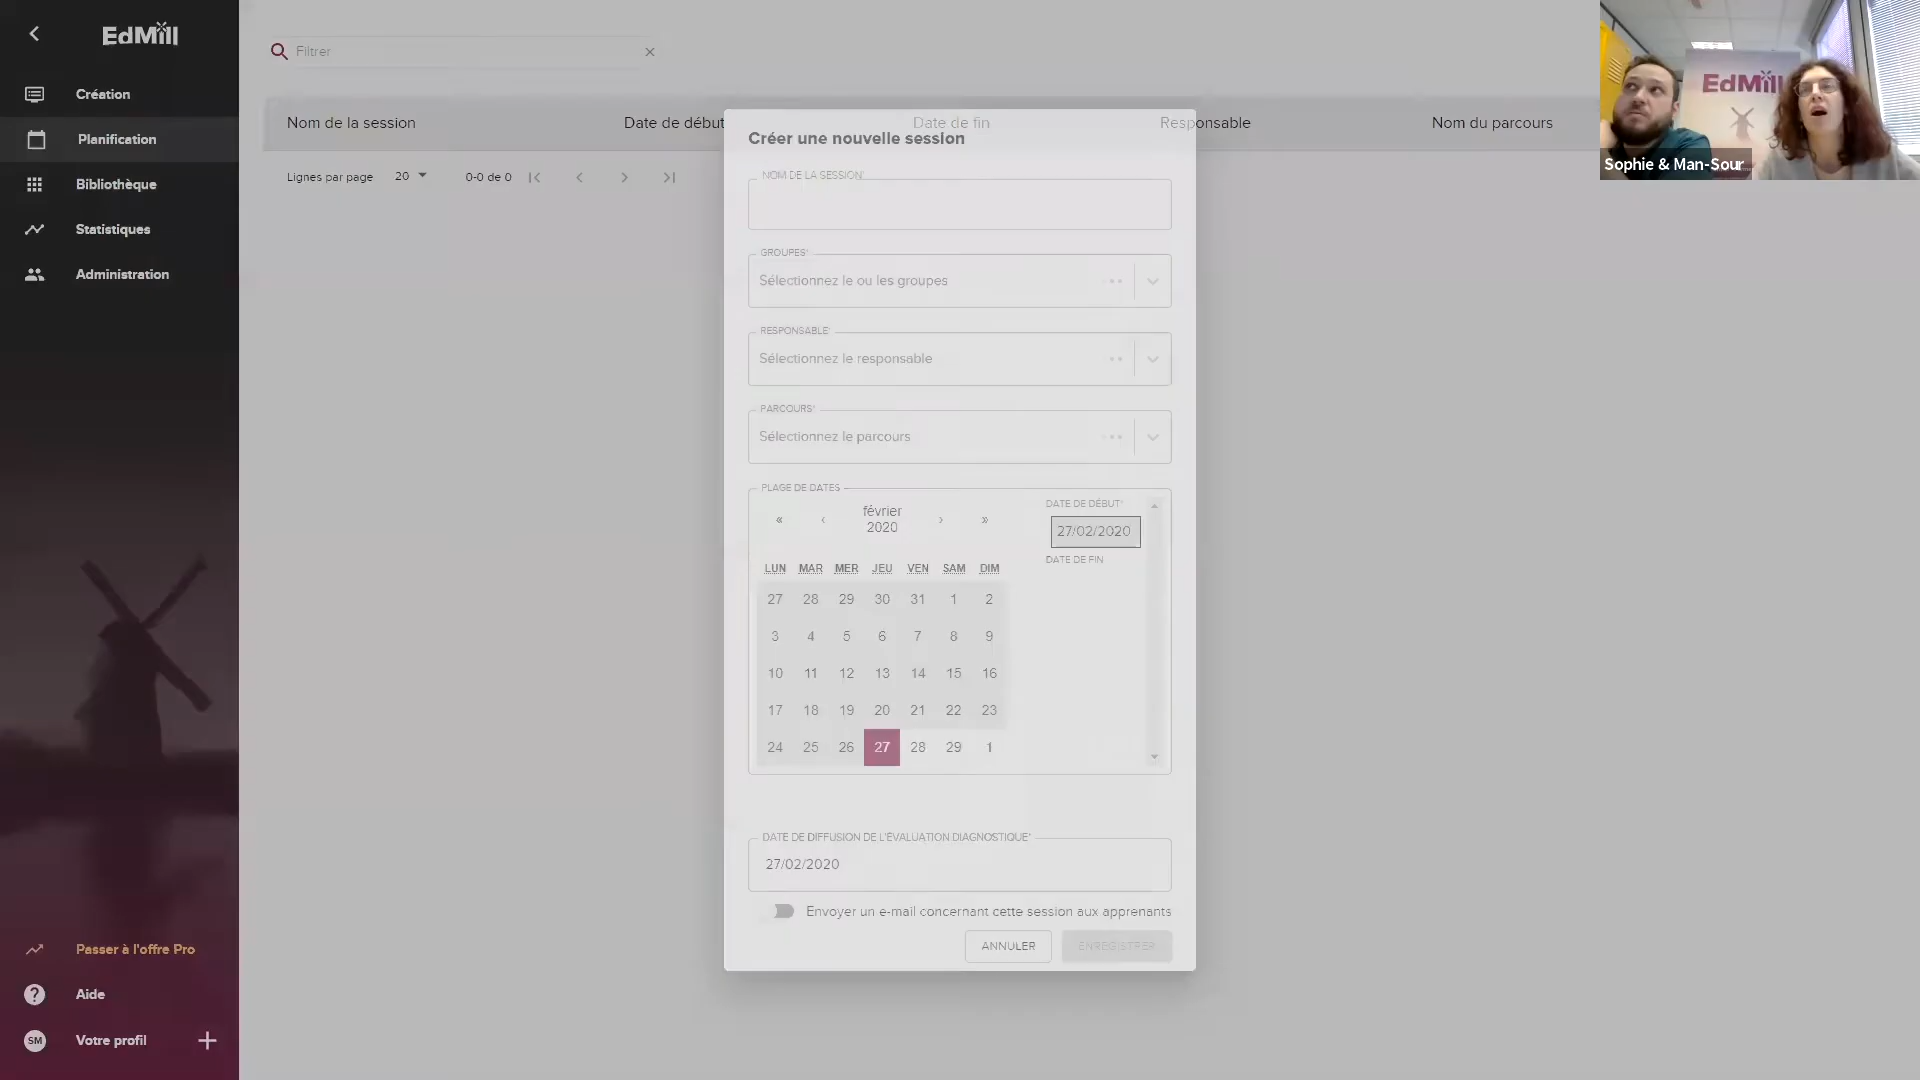 EdMill
Création
Planification
Bibliothèque
Statistiques
Administration
Passer à l'offre Pro
Aide
SM Votre profil
Filtrer
Nom de la session Date de début Date de fin Responsable Nom du parcours
Lignes par page 20 0-0 de 0
Créer une nouvelle session
NOM DE LA SESSION*
GROUPES*
Sélectionnez le ou les groupes
RESPONSABLE*
Sélectionnez le responsable
PARCOURS*
Sélectionnez le parcours
PLAGE DE DATES
« ‹ février 2020 › »
LUN MAR MER JEU VEN SAM DIM
27 28 29 30 31 1 2
3 4 5 6 7 8 9
10 11 12 13 14 15 16
17 18 19 20 21 22 23
24 25 26 27 28 29 1
DATE DE DÉBUT*
27/02/2020
DATE DE FIN
DATE DE DIFFUSION DE L'ÉVALUATION DIAGNOSTIQUE*
27/02/2020
Envoyer un e-mail concernant cette session aux apprenants
ANNULER ENREGISTRER
EdMill
Sophie & Man-Sour